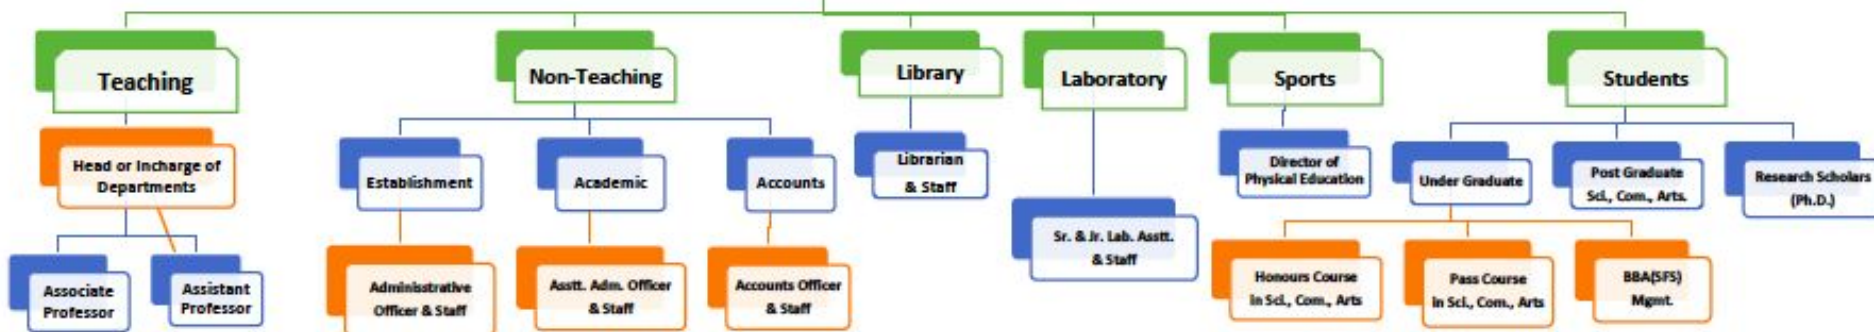 Teaching
Non-Teaching
Library
Laboratory
Sports
Students
Head or Incharge of
Departments
Establishment
Academic
Accounts
Librarian
& Staff
Director of
Physical Education
Under Graduate
Post Graduate
Sci., Com., Arts.
Research Scholars
(Ph.D.)
Associate
Professor
Assistant
Professor
Administrative
Officer & Staff
Asstt. Adm. Officer
& Staff
Accounts Officer
& Staff
Sr. & Jr. Lab. Asstt.
& Staff
Honours Course
in Sci., Com., Arts
Pass Course
in Sci., Com., Arts
BBA(SFS)
Mgmt.